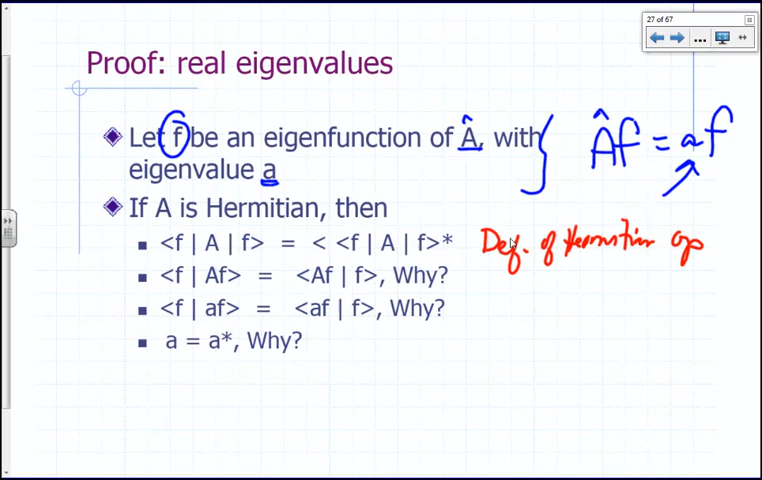 27 of 67
Proof: real eigenvalues
Let f be an eigenfunction of Â, with
eigenvalue a
Âf = af
If A is Hermitian, then
<f | A | f> = < <f | A | f>*
Def. of Hermitian op
<f | Af> = <Af | f>, Why?
<f | af> = <af | f>, Why?
a = a*, Why?